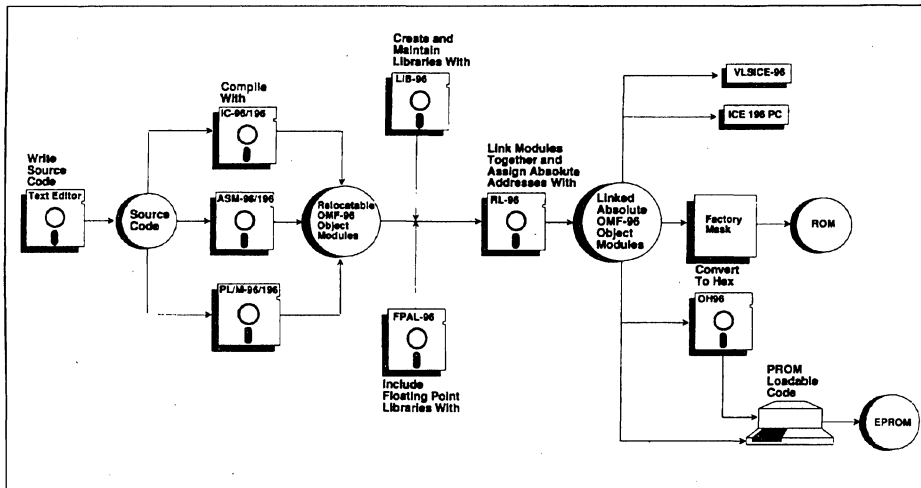 Write
Source
Code
Text Editor
Source
Code
Compile
With
IC-96/196
ASM-96/196
PL/M-96/196
Relocatable
OMF-96
Object
Modules
Create and
Maintain
Libraries With
LIB-96
FPAL-96
Include
Floating Point
Libraries With
Link Modules
Together and
Assign Absolute
Addresses With
RL-96
Linked
Absolute
OMF-96
Object
Modules
VLSICE-96
ICE 196 PC
Factory
Mask
ROM
Convert
To Hex
OH96
PROM
Loadable
Code
EPROM